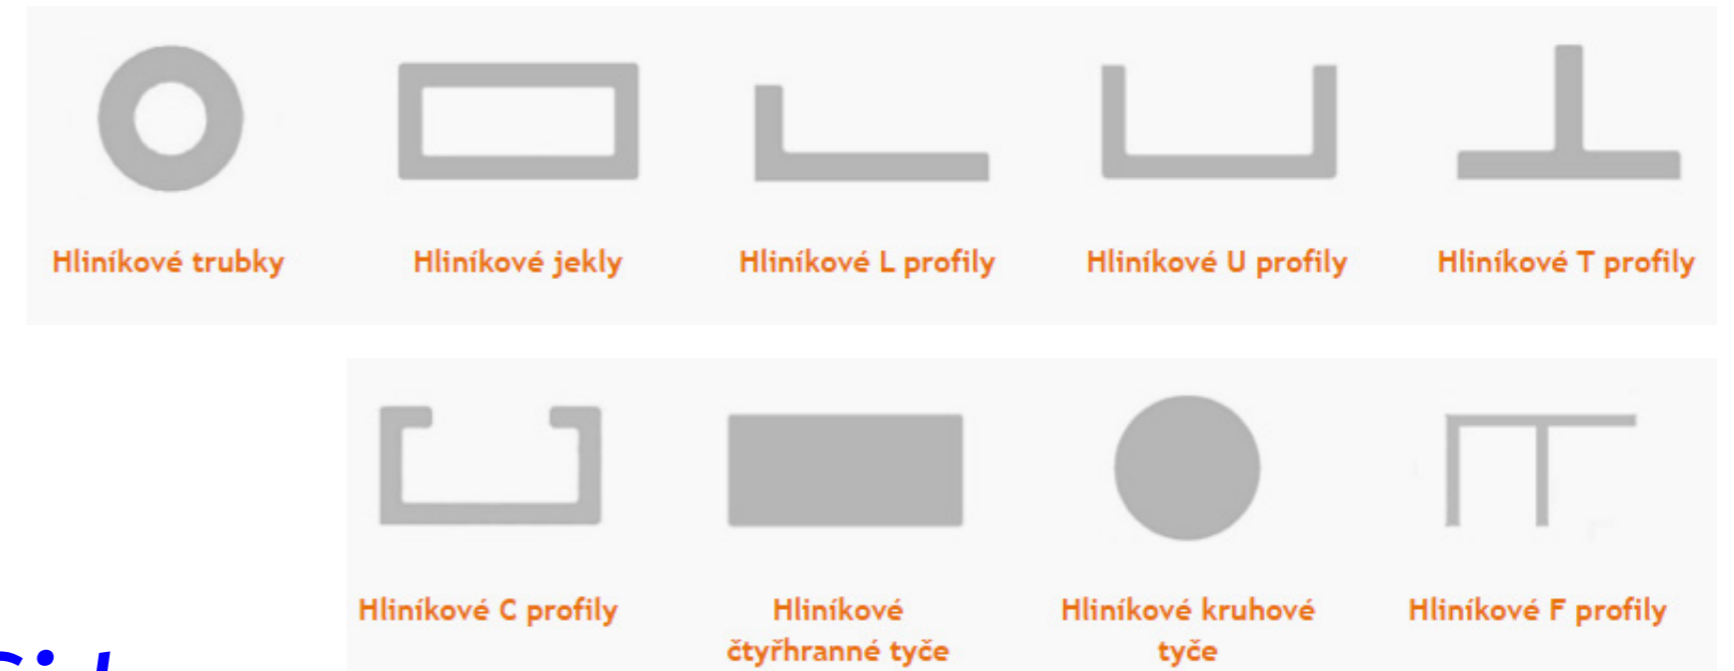 Hliníkové trubky
Hliníkové jekly
Hliníkové L profily
Hliníkové U profily
Hliníkové T profily
Hliníkové C profily
Hliníkové
čtyřhranné tyče
Hliníkové kruhové
tyče
Hliníkové F profily